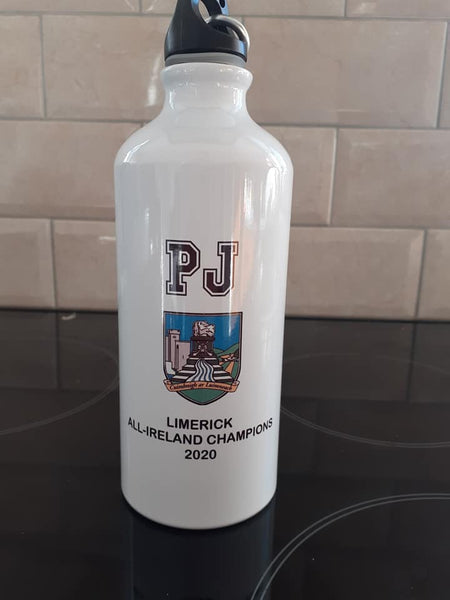 PJ
LIMERICK
ALL-IRELAND CHAMPIONS
2020